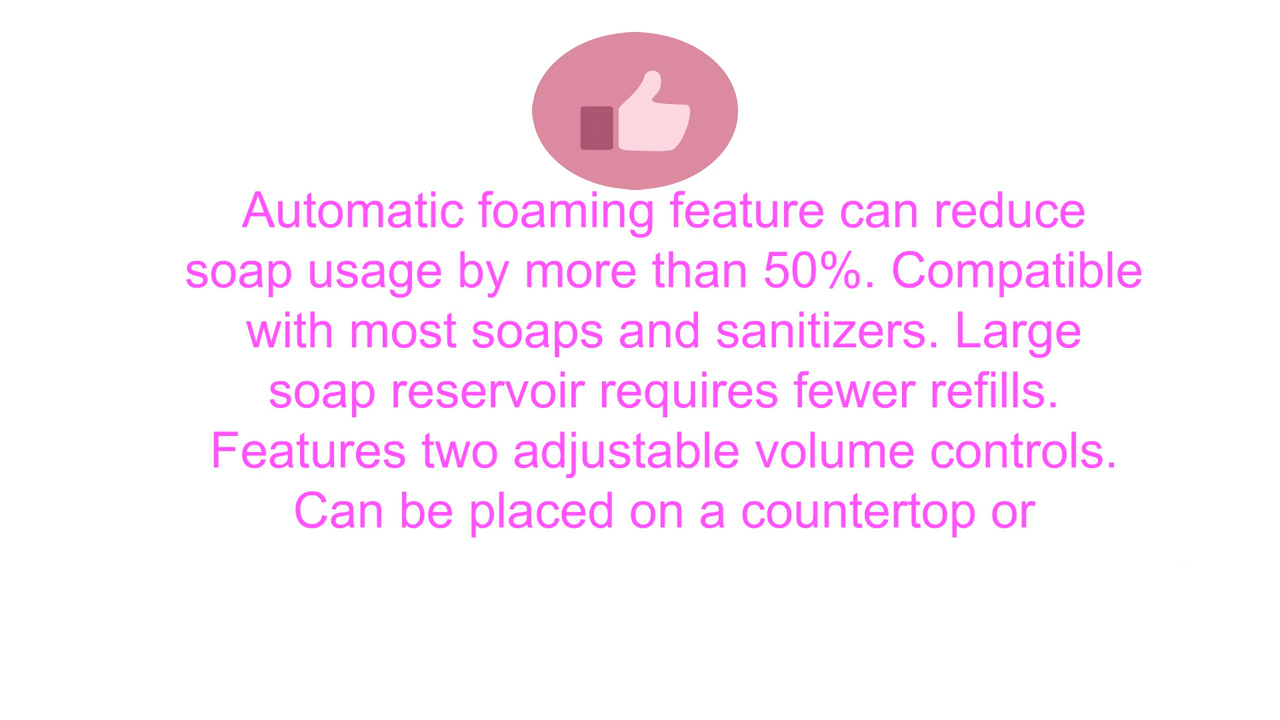 Automatic foaming feature can reduce
soap usage by more than 50%. Compatible
with most soaps and sanitizers. Large
soap reservoir requires fewer refills.
Features two adjustable volume controls.
Can be placed on a countertop or